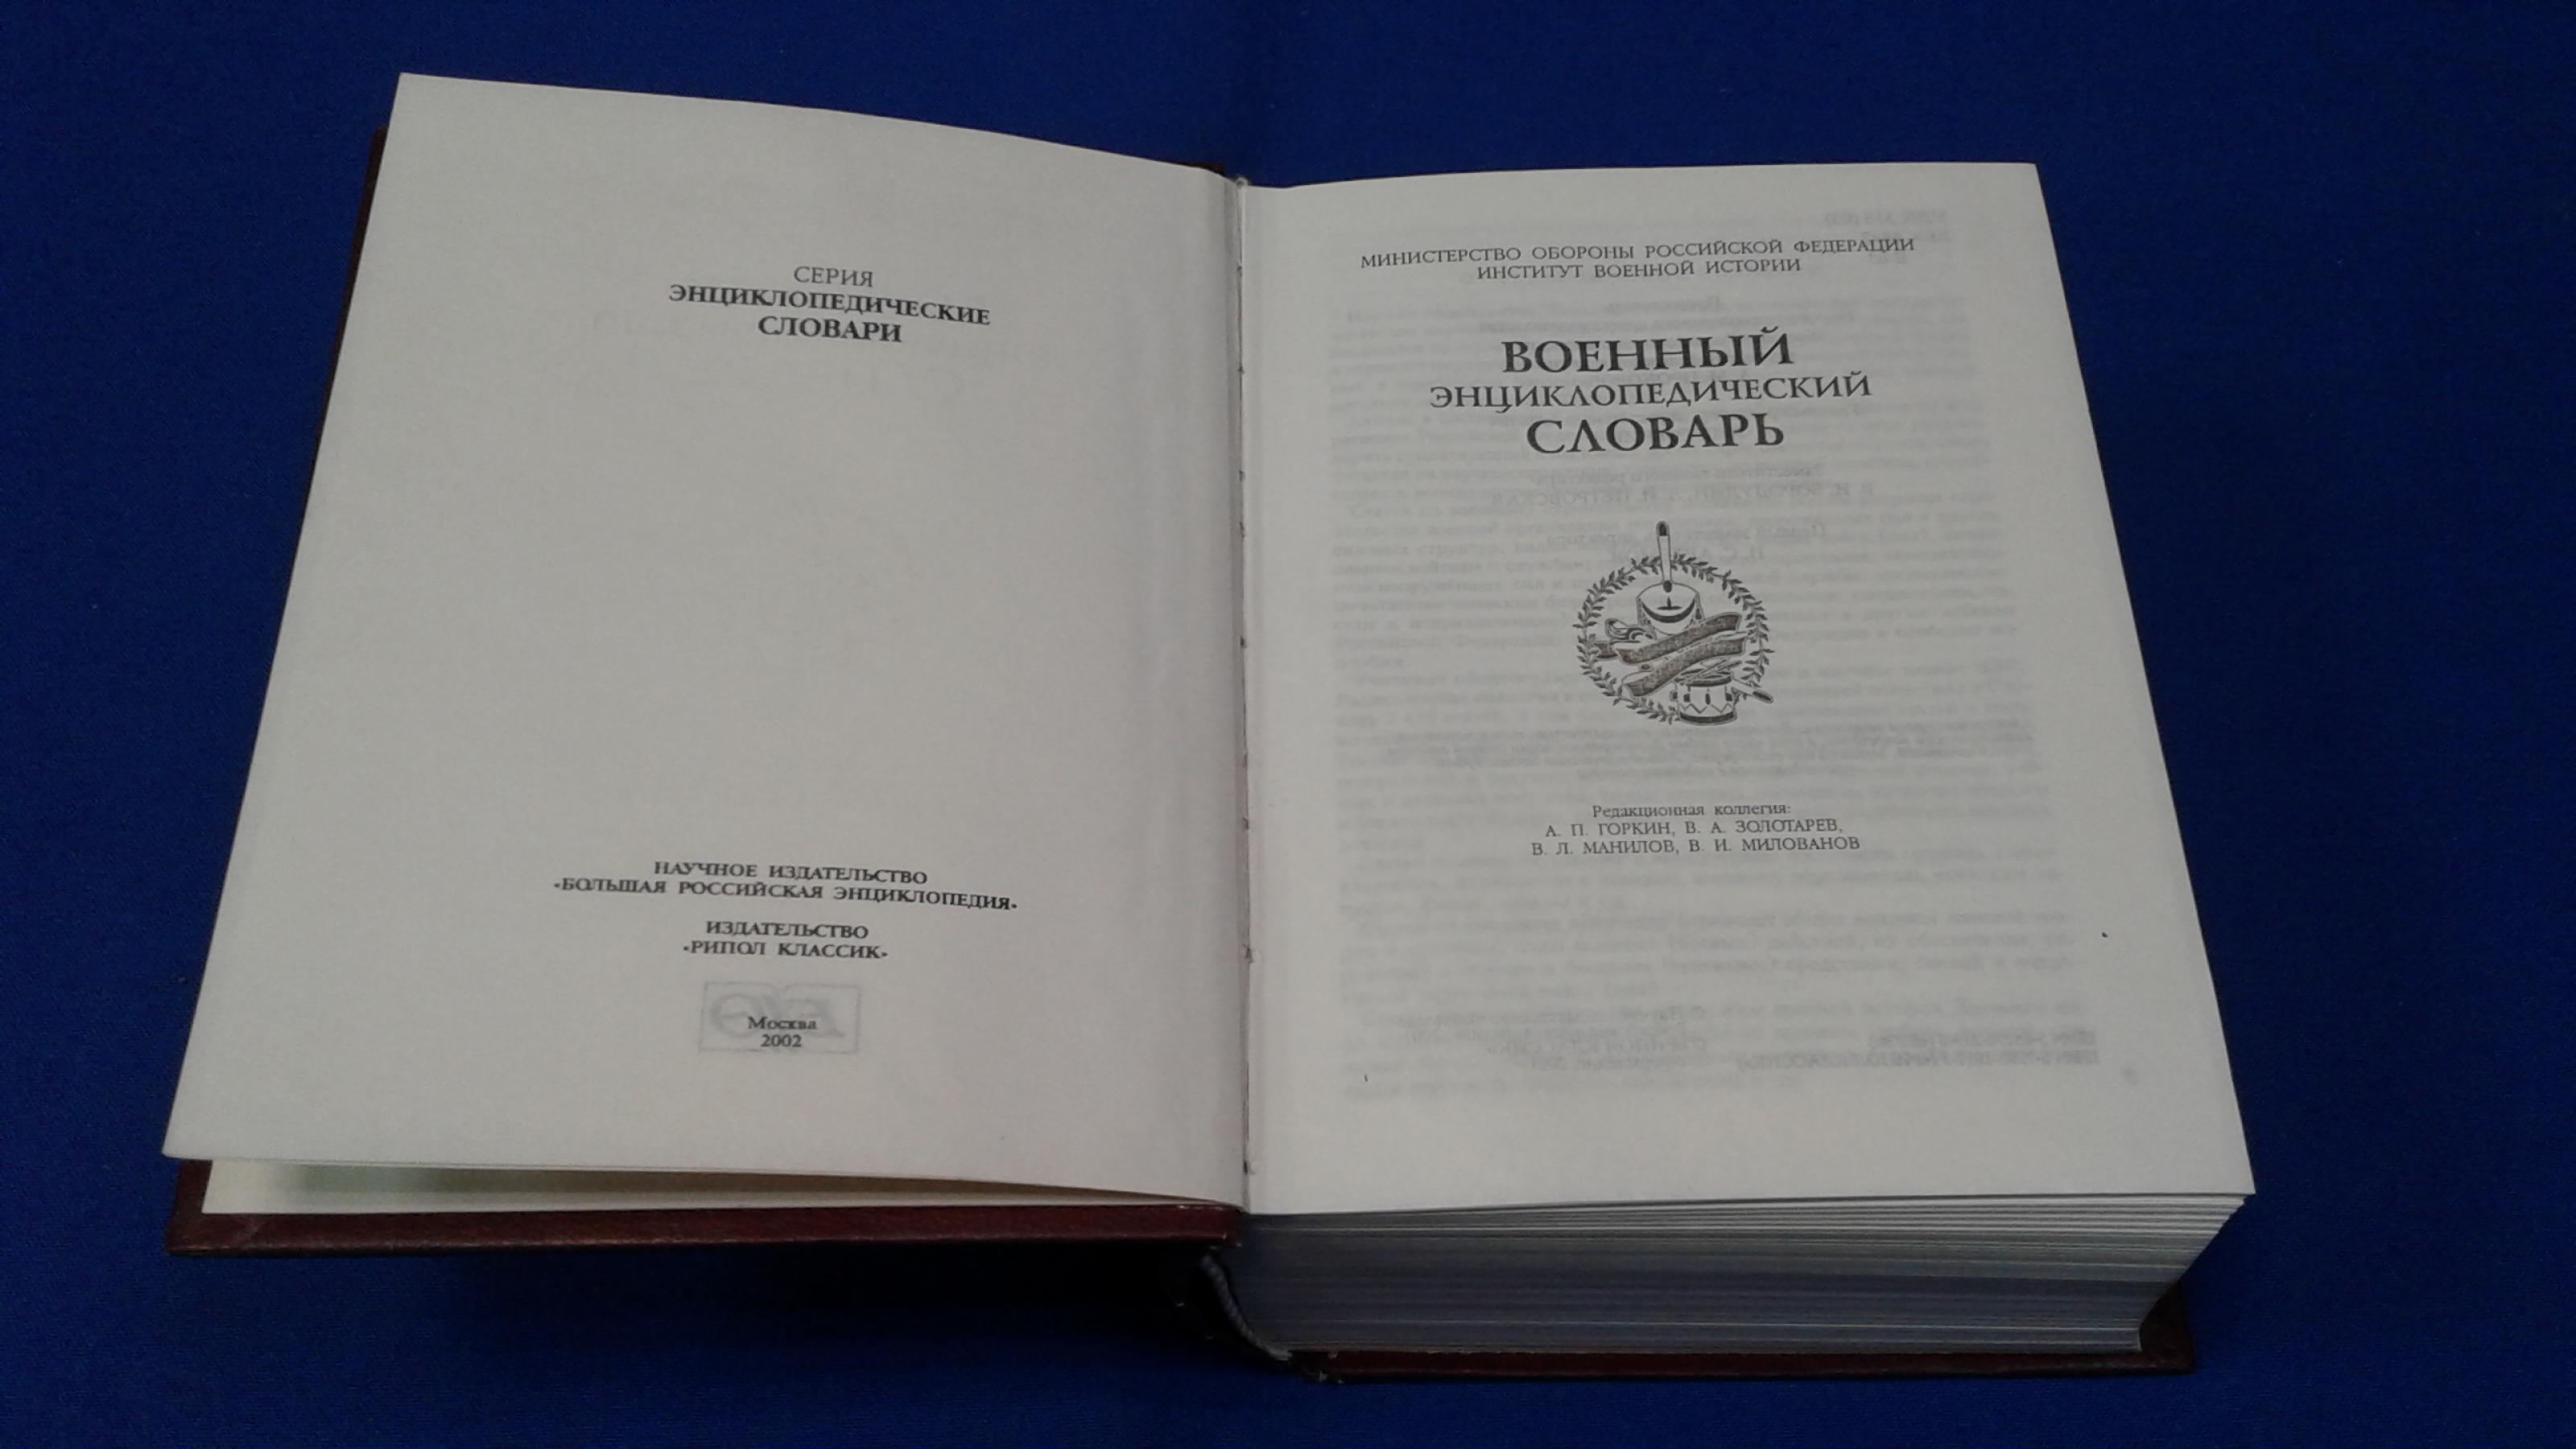 СЕРИЯ
ЭНЦИКЛОПЕДИЧЕСКИЕ
СЛОВАРИ
НАУЧНОЕ ИЗДАТЕЛЬСТВО
«БОЛЬШАЯ РОССИЙСКАЯ ЭНЦИКЛОПЕДИЯ»
ИЗДАТЕЛЬСТВО
«РИПОЛ КЛАССИК»
Москва
2002
МИНИСТЕРСТВО ОБОРОНЫ РОССИЙСКОЙ ФЕДЕРАЦИИ
ИНСТИТУТ ВОЕННОЙ ИСТОРИИ
ВОЕННЫЙ
ЭНЦИКЛОПЕДИЧЕСКИЙ
СЛОВАРЬ
Редакционная коллегия:
А. П. ГОРКИН, В. А. ЗОЛОТАРЕВ,
В. Л. МАНИЛОВ, В. И. МИЛОВАНОВ